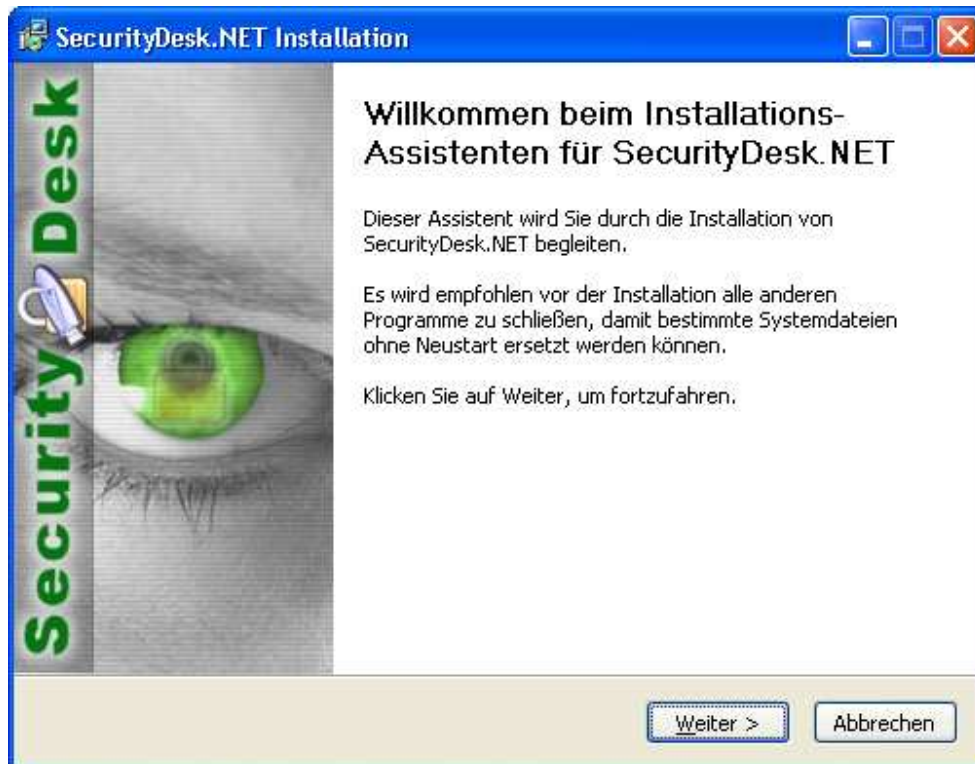 SecurityDesk.NET Installation
Security Desk
Willkommen beim Installations-
Assistenten für SecurityDesk.NET
Dieser Assistent wird Sie durch die Installation von
SecurityDesk.NET begleiten.
Es wird empfohlen vor der Installation alle anderen
Programme zu schließen, damit bestimmte Systemdateien
ohne Neustart ersetzt werden können.
Klicken Sie auf Weiter, um fortzufahren.
Weiter >
Abbrechen